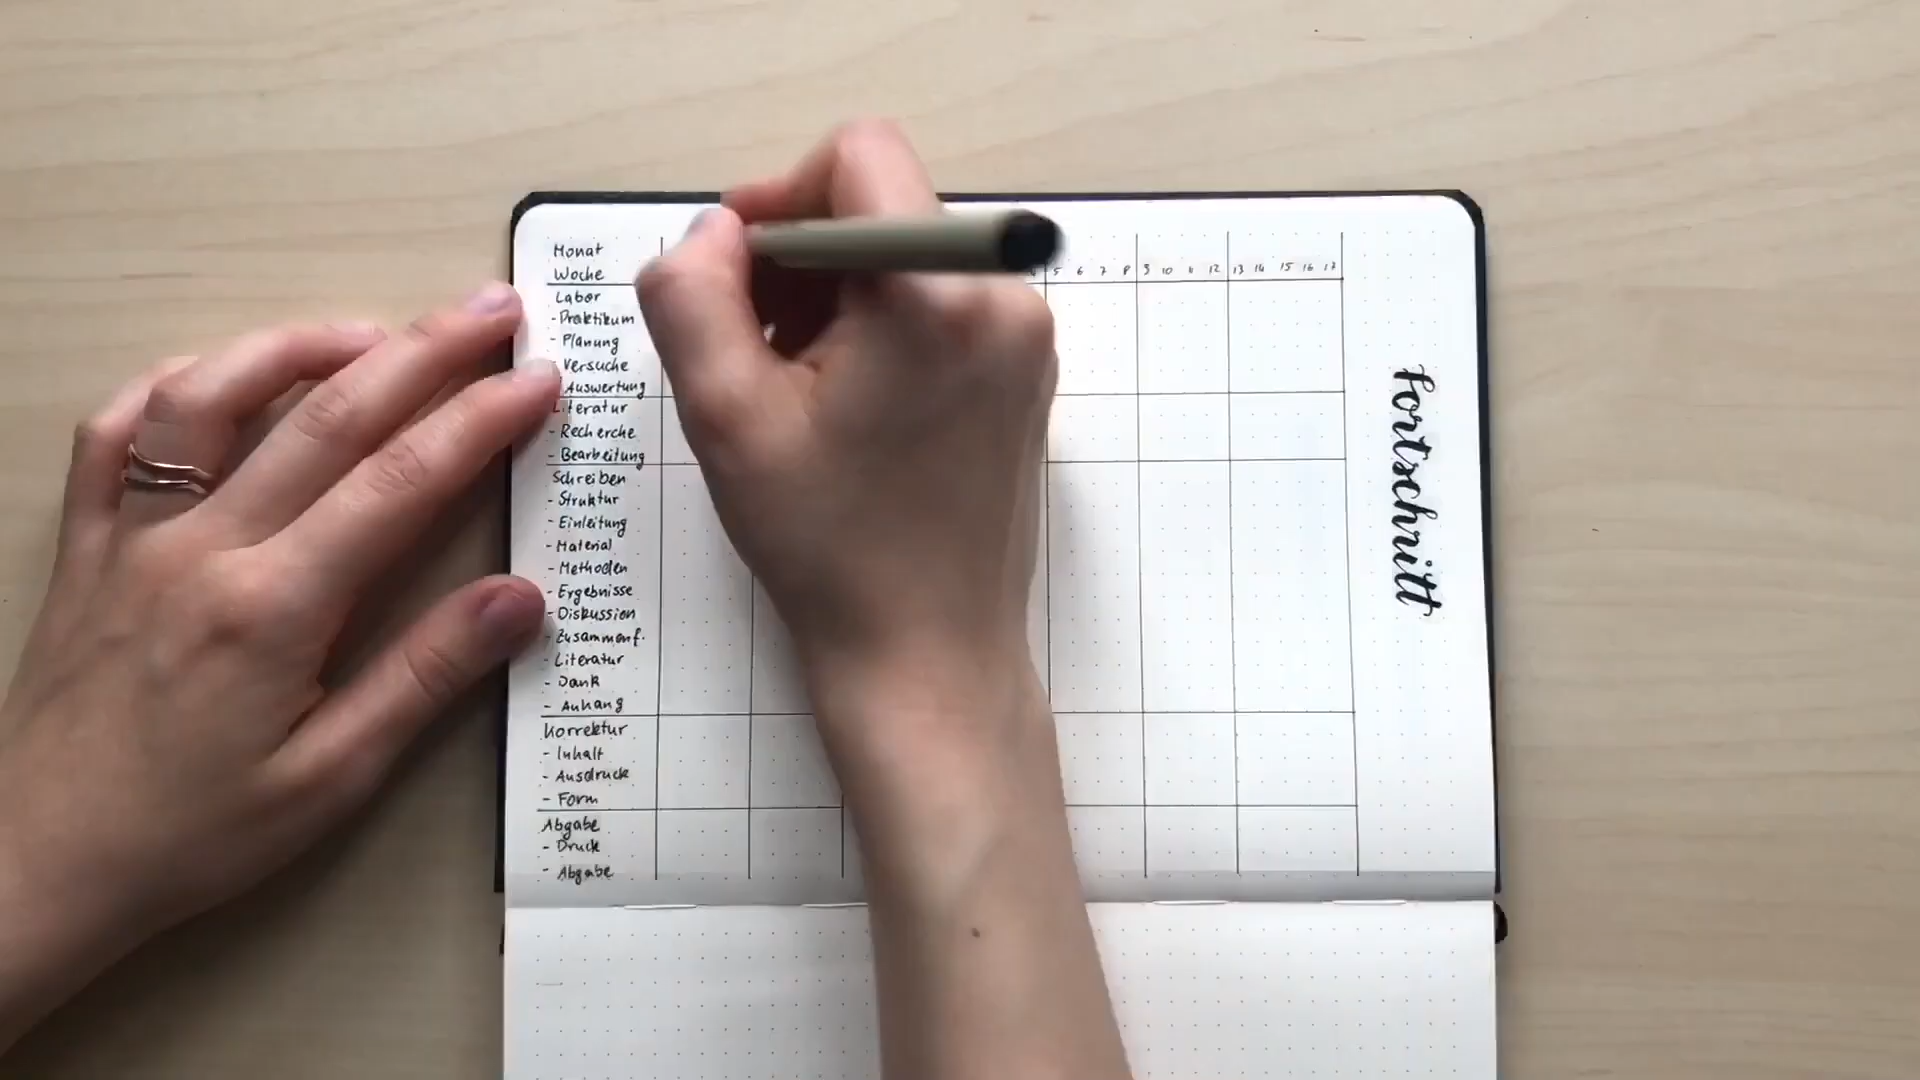 Monat
Woche 4 5 6 7 8 9 10 11 12 13 14 15 16 17
Labor
- Praktikum
- Planung
- Versuche
Auswertung
Literatur
- Recherche
- Bearbeitung
Schreiben
- Struktur
- Einleitung
- Material
- Methoden
- Ergebnisse
- Diskussion
- Zusammenf.
- Literatur
- Dank
- Anhang
Korrektur
- Inhalt
- Ausdruck
- Form
Abgabe
- Druck
- Abgabe
Fortschritt